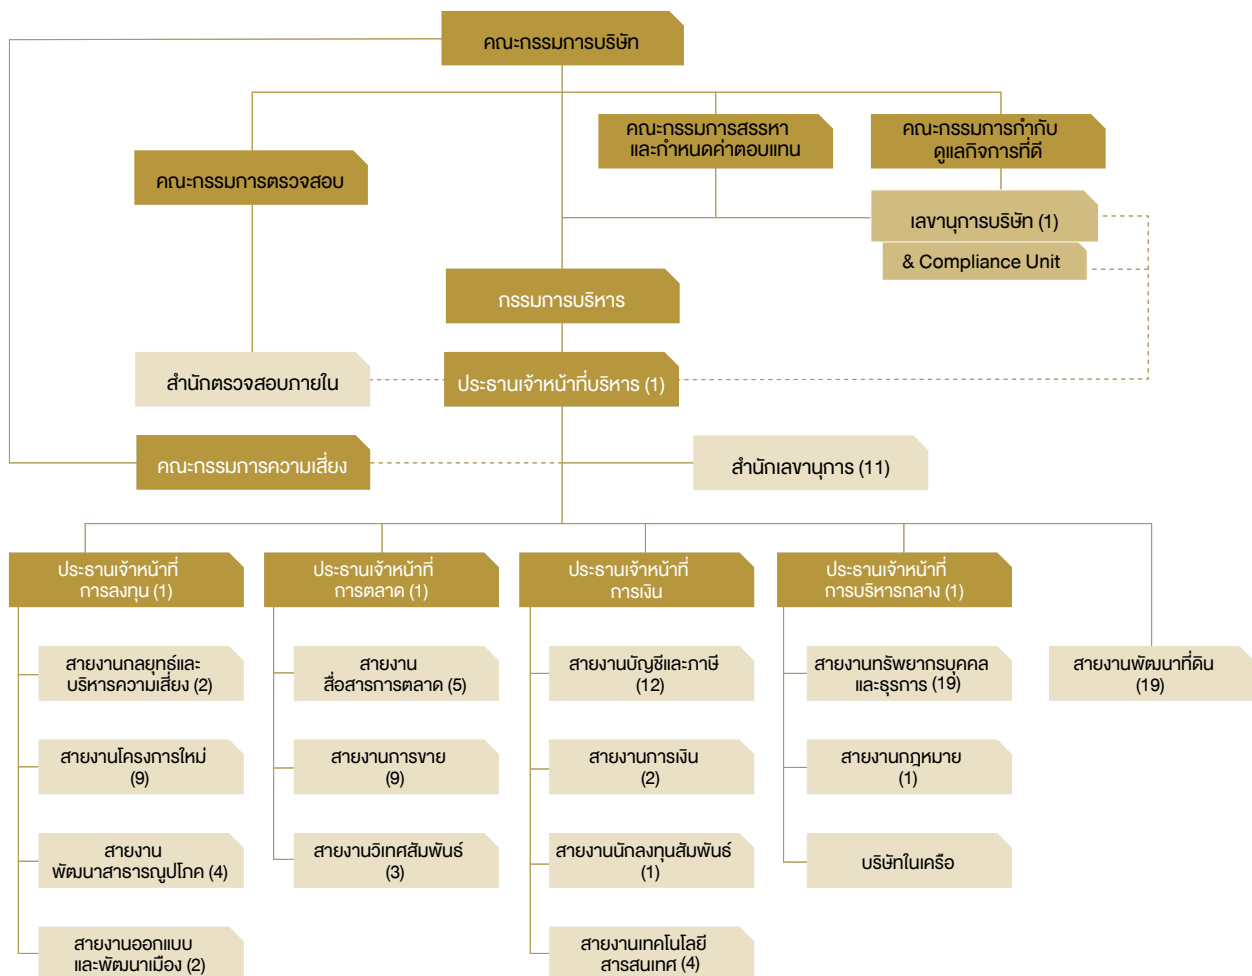 คณะกรรมการบริษัท
คณะกรรมการสรรหา
และกำหนดค่าตอบแทน
คณะกรรมการกำกับ
ดูแลกิจการที่ดี
คณะกรรมการตรวจสอบ
เลขานุการบริษัท (1)
& Compliance Unit
กรรมการบริหาร
สำนักตรวจสอบภายใน
ประธานเจ้าหน้าที่บริหาร (1)
คณะกรรมการความเสี่ยง
สำนักเลขานุการ (11)
ประธานเจ้าหน้าที่
การลงทุน (1)
ประธานเจ้าหน้าที่
การตลาด (1)
ประธานเจ้าหน้าที่
การเงิน
ประธานเจ้าหน้าที่
การบริหารกลาง (1)
สายงานกลยุทธ์และ
บริหารความเสี่ยง (2)
สายงาน
สื่อสารการตลาด (5)
สายงานบัญชีและภาษี
(12)
สายงานทรัพยากรบุคคล
และธุรการ (19)
สายงานพัฒนาที่ดิน
(19)
สายงานโครงการใหม่
(9)
สายงานการขาย
(9)
สายงานการเงิน
(2)
สายงานกฎหมาย
(1)
สายงาน
พัฒนาสาธารณูปโภค (4)
สายงานวิเทศสัมพันธ์
(3)
สายงานนักลงทุนสัมพันธ์
(1)
บริษัทในเครือ
สายงานออกแบบ
และพัฒนาเมือง (2)
สายงานเทคโนโลยี
สารสนเทศ (4)